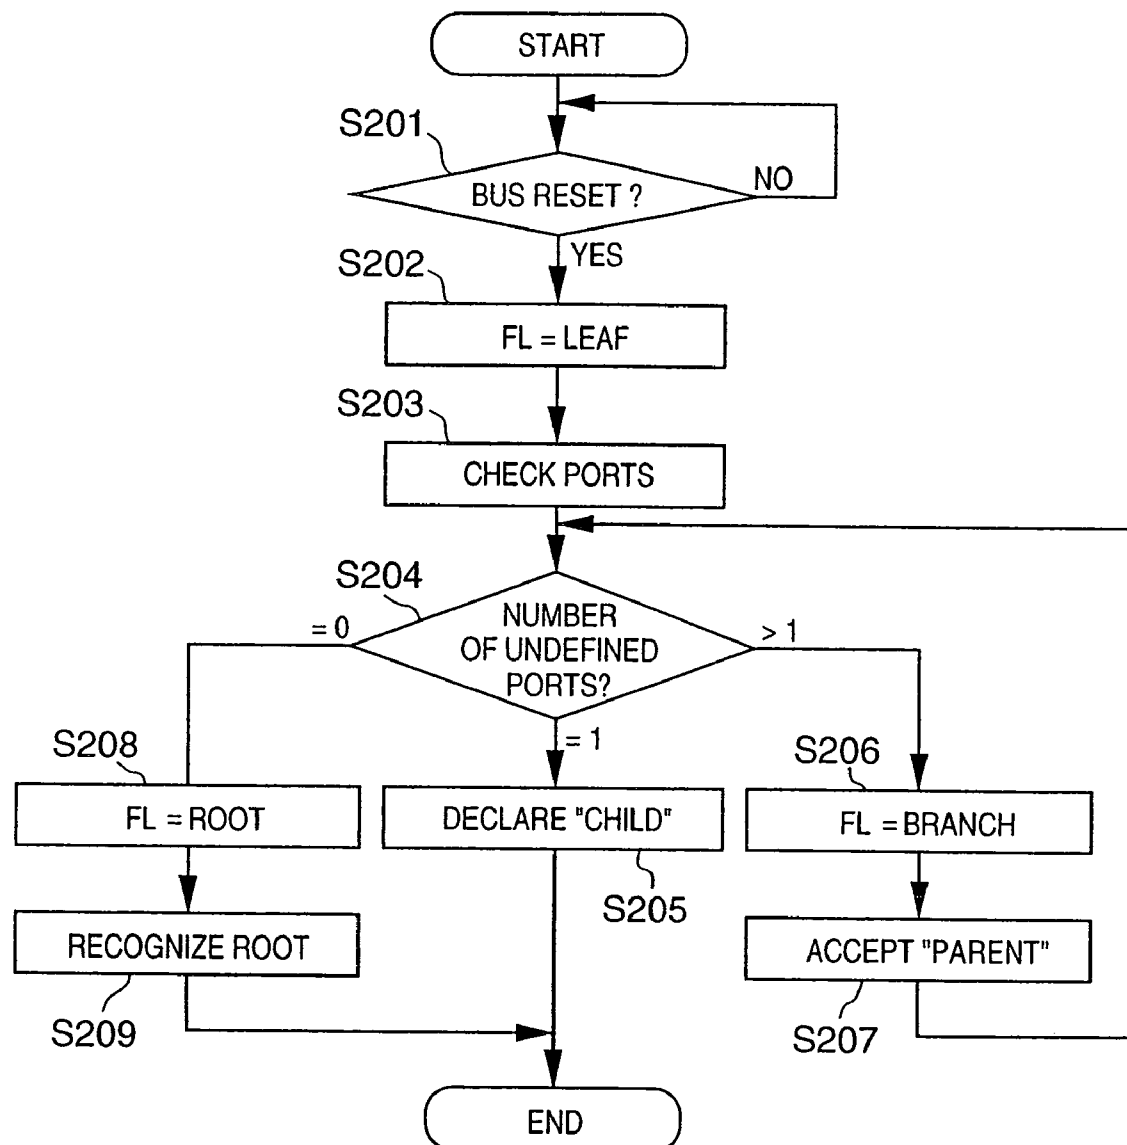 START
S201
BUS RESET ?
NO
YES
S202
FL = LEAF
S203
CHECK PORTS
S204
NUMBER
OF UNDEFINED
PORTS?
= 0
> 1
= 1
S208
FL = ROOT
DECLARE "CHILD"
S205
S206
FL = BRANCH
RECOGNIZE ROOT
S209
ACCEPT "PARENT"
S207
END